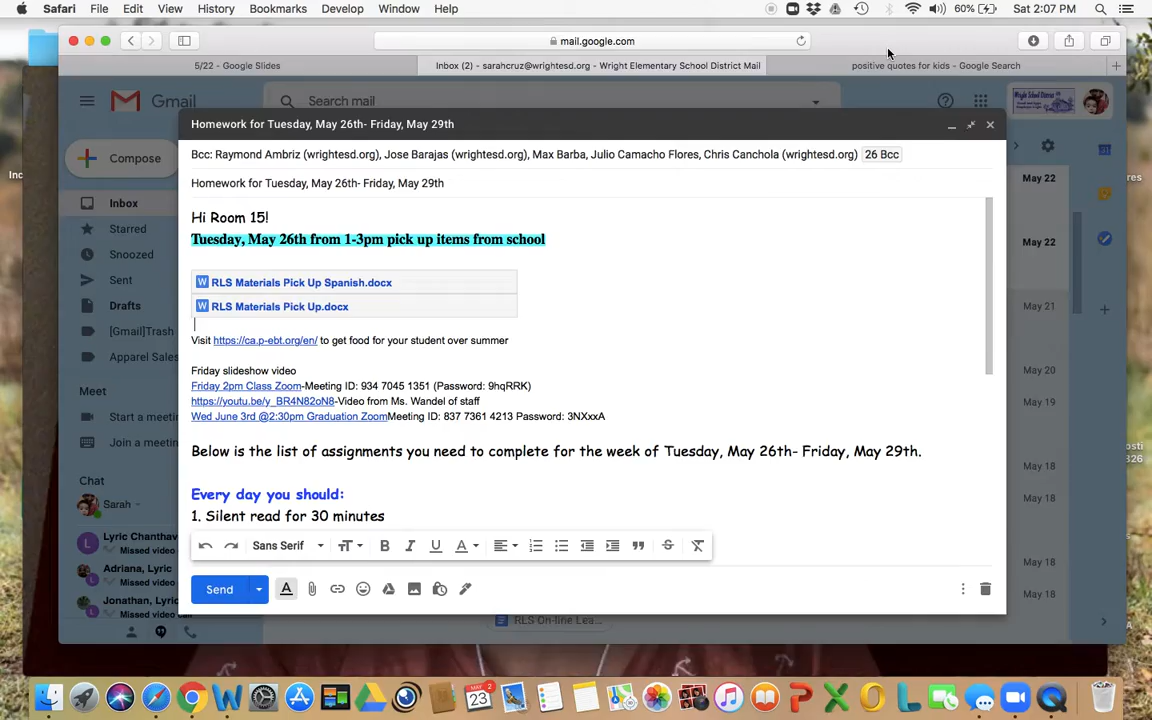 Safari File Edit View History Bookmarks Develop Window Help 60% Sat 2:07 PM
mail.google.com
5/22 - Google Slides Inbox (2) - sarahcruz@wrightesd.org - Wright Elementary School District Mail positive quotes for kids - Google Search
Gmail Search mail
Homework for Tuesday, May 26th- Friday, May 29th
Bcc: Raymond Ambriz (wrightesd.org), Jose Barajas (wrightesd.org), Max Barba, Julio Camacho Flores, Chris Canchola (wrightesd.org) 26 Bcc
Homework for Tuesday, May 26th- Friday, May 29th
Hi Room 15!
Tuesday, May 26th from 1-3pm pick up items from school
RLS Materials Pick Up Spanish.docx
RLS Materials Pick Up.docx
Visit https://ca.p-ebt.org/en/ to get food for your student over summer
Friday slideshow video
Friday 2pm Class Zoom-Meeting ID: 934 7045 1351 (Password: 9hqRRK)
https://youtu.be/y_BR4N82oN8-Video from Ms. Wandel of staff
Wed June 3rd @2:30pm Graduation ZoomMeeting ID: 837 7361 4213 Password: 3NXxxA
Below is the list of assignments you need to complete for the week of Tuesday, May 26th- Friday, May 29th.
Every day you should:
1. Silent read for 30 minutes
Sans Serif
Send
Compose
Inbox
Starred
Snoozed
Sent
Drafts
[Gmail]Trash
Apparel Sales
Meet
Start a meetin
Join a meetin
Chat
Sarah
Lyric Chanthav
Missed video
Adriana, Lyric
Missed video
Jonathan, Lyric
Missed video call
May 22
May 22
May 21
May 20
May 19
May 18
May 18
May 18
May 18
RLS On-line Lea...
MAY
23
2